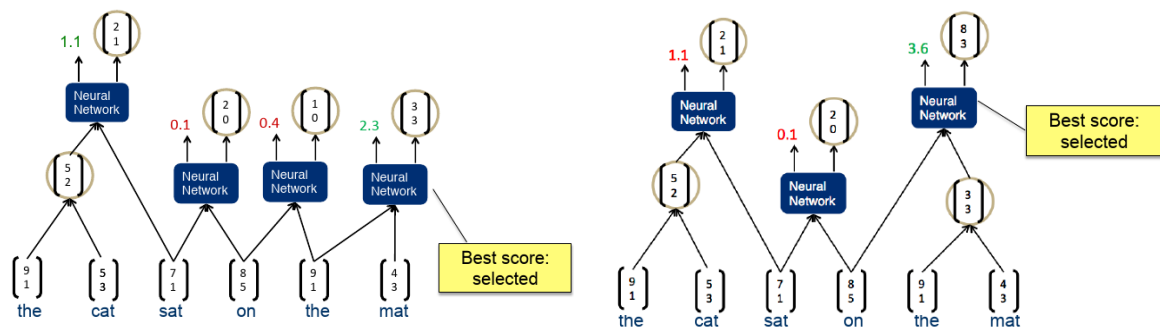 1.1
2
1
Neural
Network
0.1
2
0
0.4
1
0
2.3
3
3
Neural
Network
Neural
Network
Neural
Network
5
2
Best score:
selected
9
1
5
3
7
1
8
5
9
1
4
3
the cat sat on the mat
1.1
2
1
3.6
8
3
Neural
Network
Neural
Network
Best score:
selected
0.1
2
0
5
2
Neural
Network
3
3
9
1
5
3
7
1
8
5
9
1
4
3
the cat sat on the mat